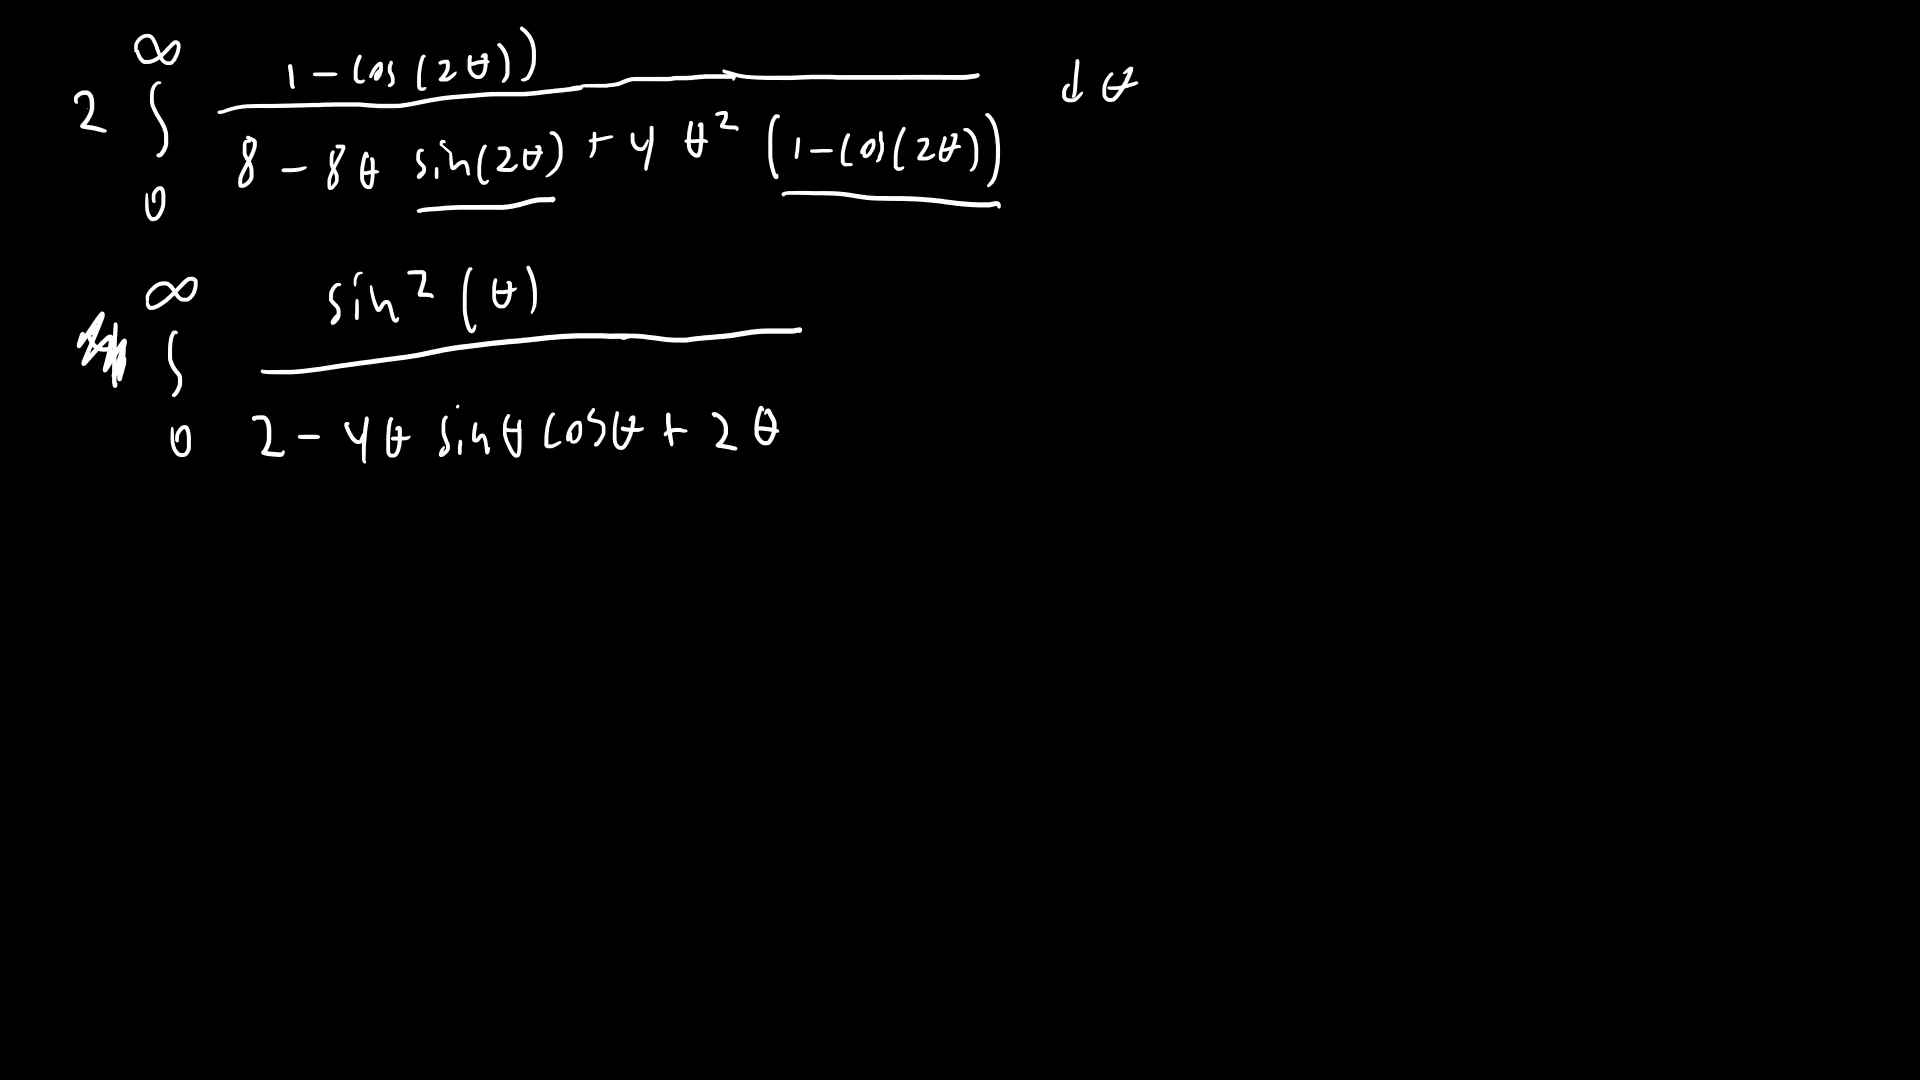 2 ∫₀^∞ (1 - cos(2θ)) / (8 - 8θ sin(2θ) + 4θ² (1 - cos(2θ))) dθ
∫₀^∞ sin²(θ) / (2 - 4θ sinθ cosθ + 2θ